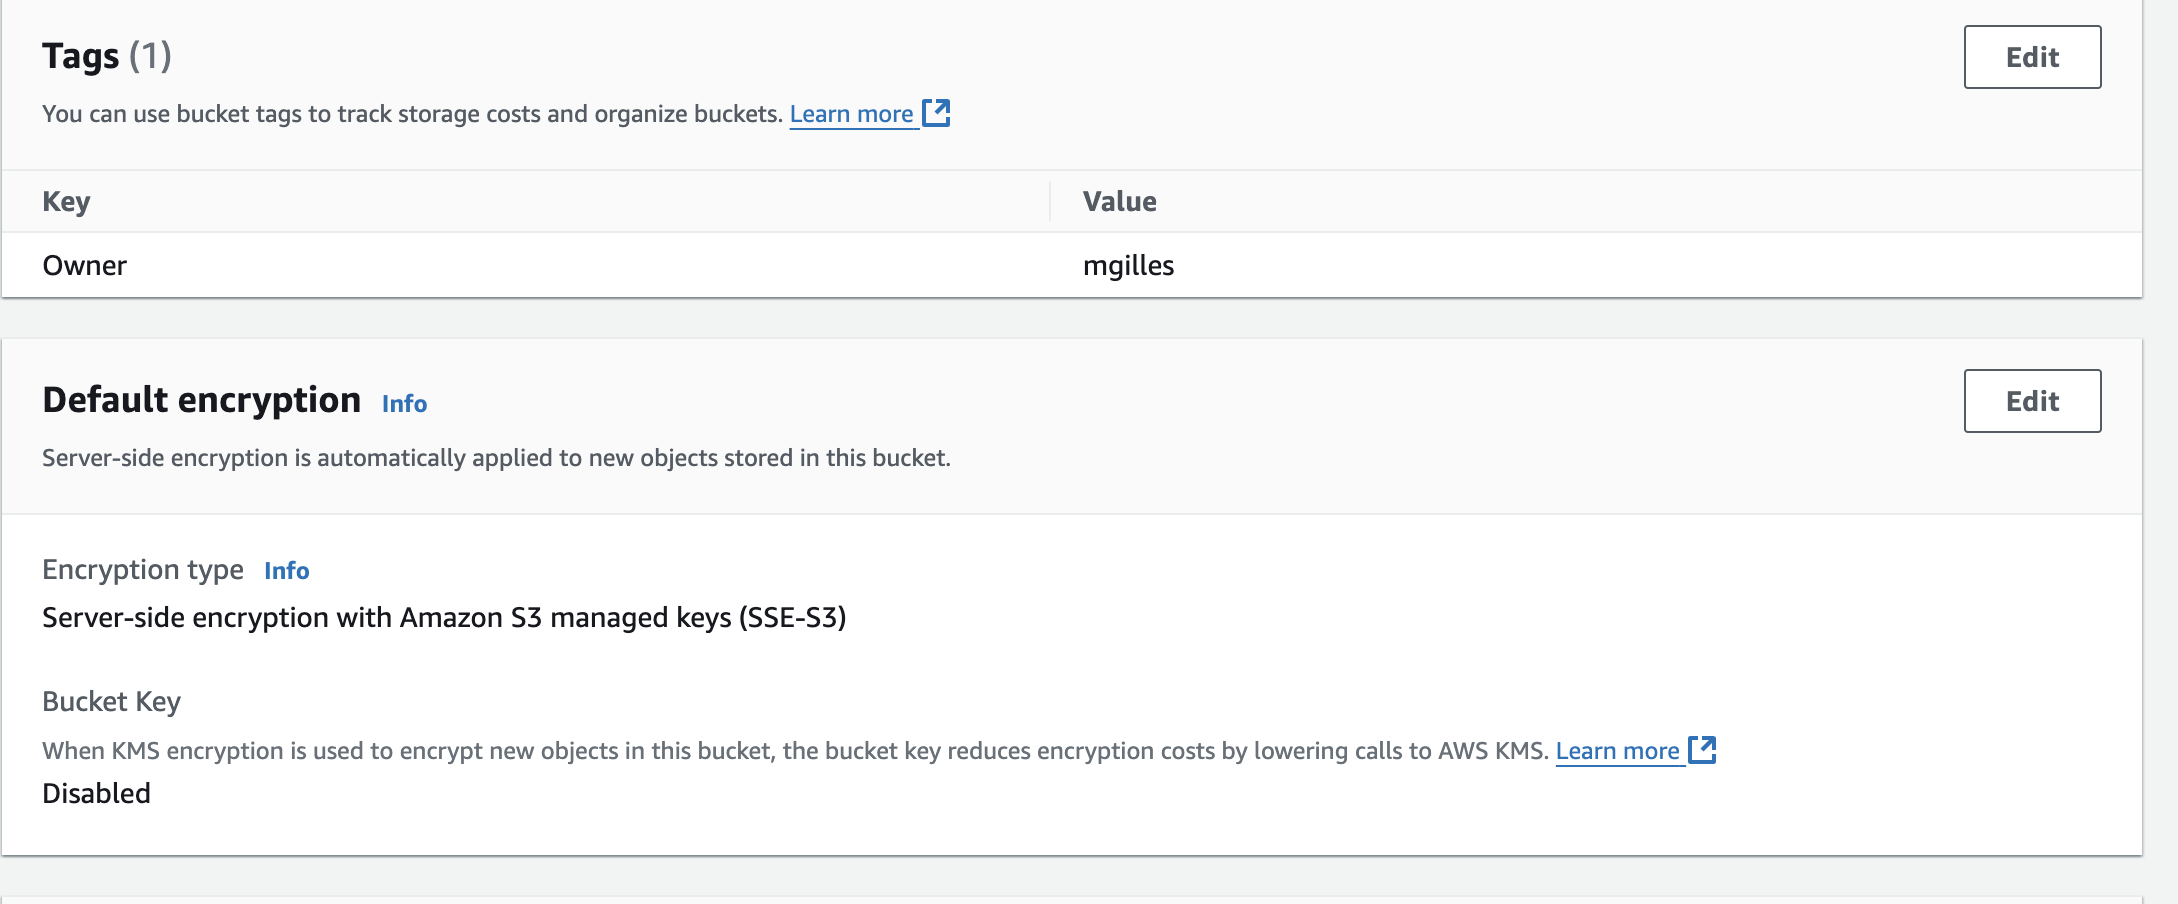 Tags (1)
Edit
You can use bucket tags to track storage costs and organize buckets. Learn more
Key
Value
Owner
mgilles
Default encryption Info
Edit
Server-side encryption is automatically applied to new objects stored in this bucket.
Encryption type Info
Server-side encryption with Amazon S3 managed keys (SSE-S3)
Bucket Key
When KMS encryption is used to encrypt new objects in this bucket, the bucket key reduces encryption costs by lowering calls to AWS KMS. Learn more
Disabled